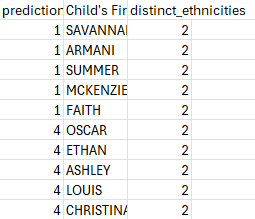 prediction Child's Fir distinct_ethnicities
1 SAVANNA 2
1 ARMANI 2
1 SUMMER 2
1 MCKENZIE 2
1 FAITH 2
4 OSCAR 2
4 ETHAN 2
4 ASHLEY 2
4 LOUIS 2
4 CHRISTINA 2